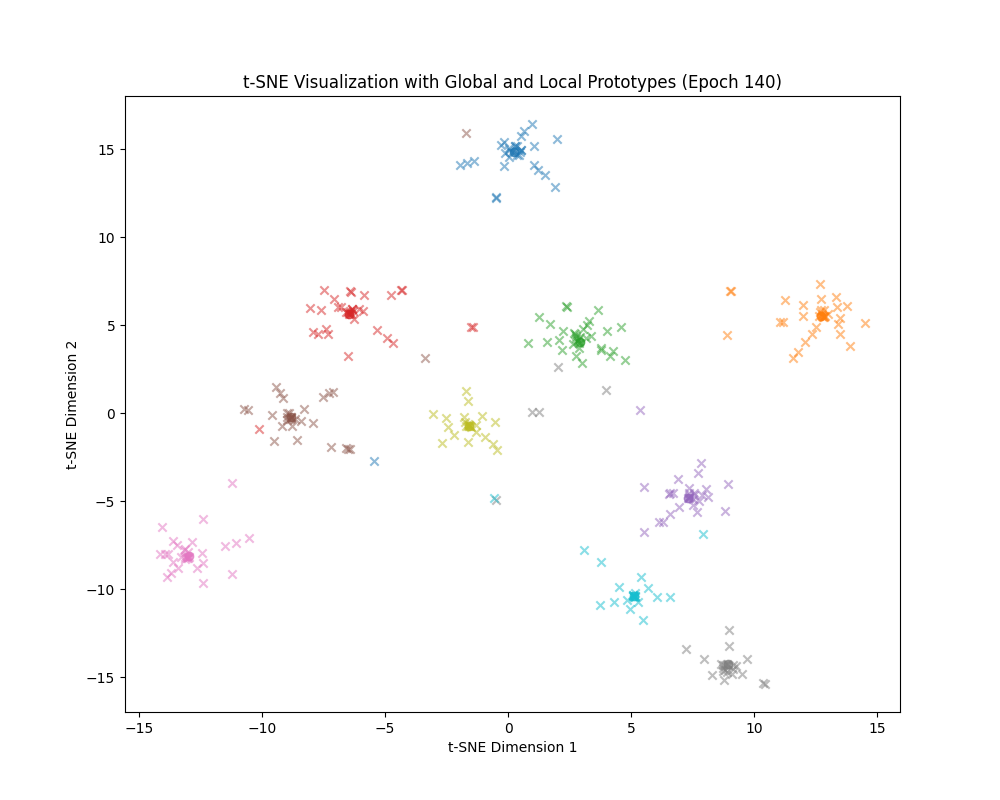 t-SNE Visualization with Global and Local Prototypes (Epoch 140)
15
10
5
0
−5
−10
−15
t-SNE Dimension 2
−15 −10 −5 0 5 10 15
t-SNE Dimension 1